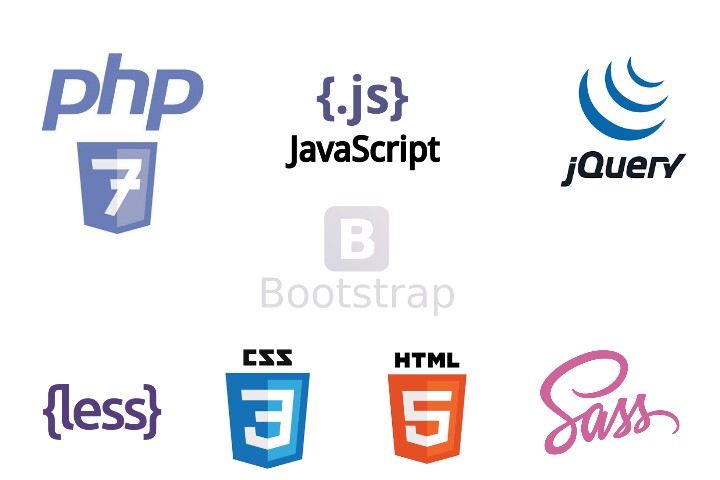 php
7
{.js}
JavaScript
jQuery
B
Bootstrap
{less}
CSS
3
HTML
5
Sass